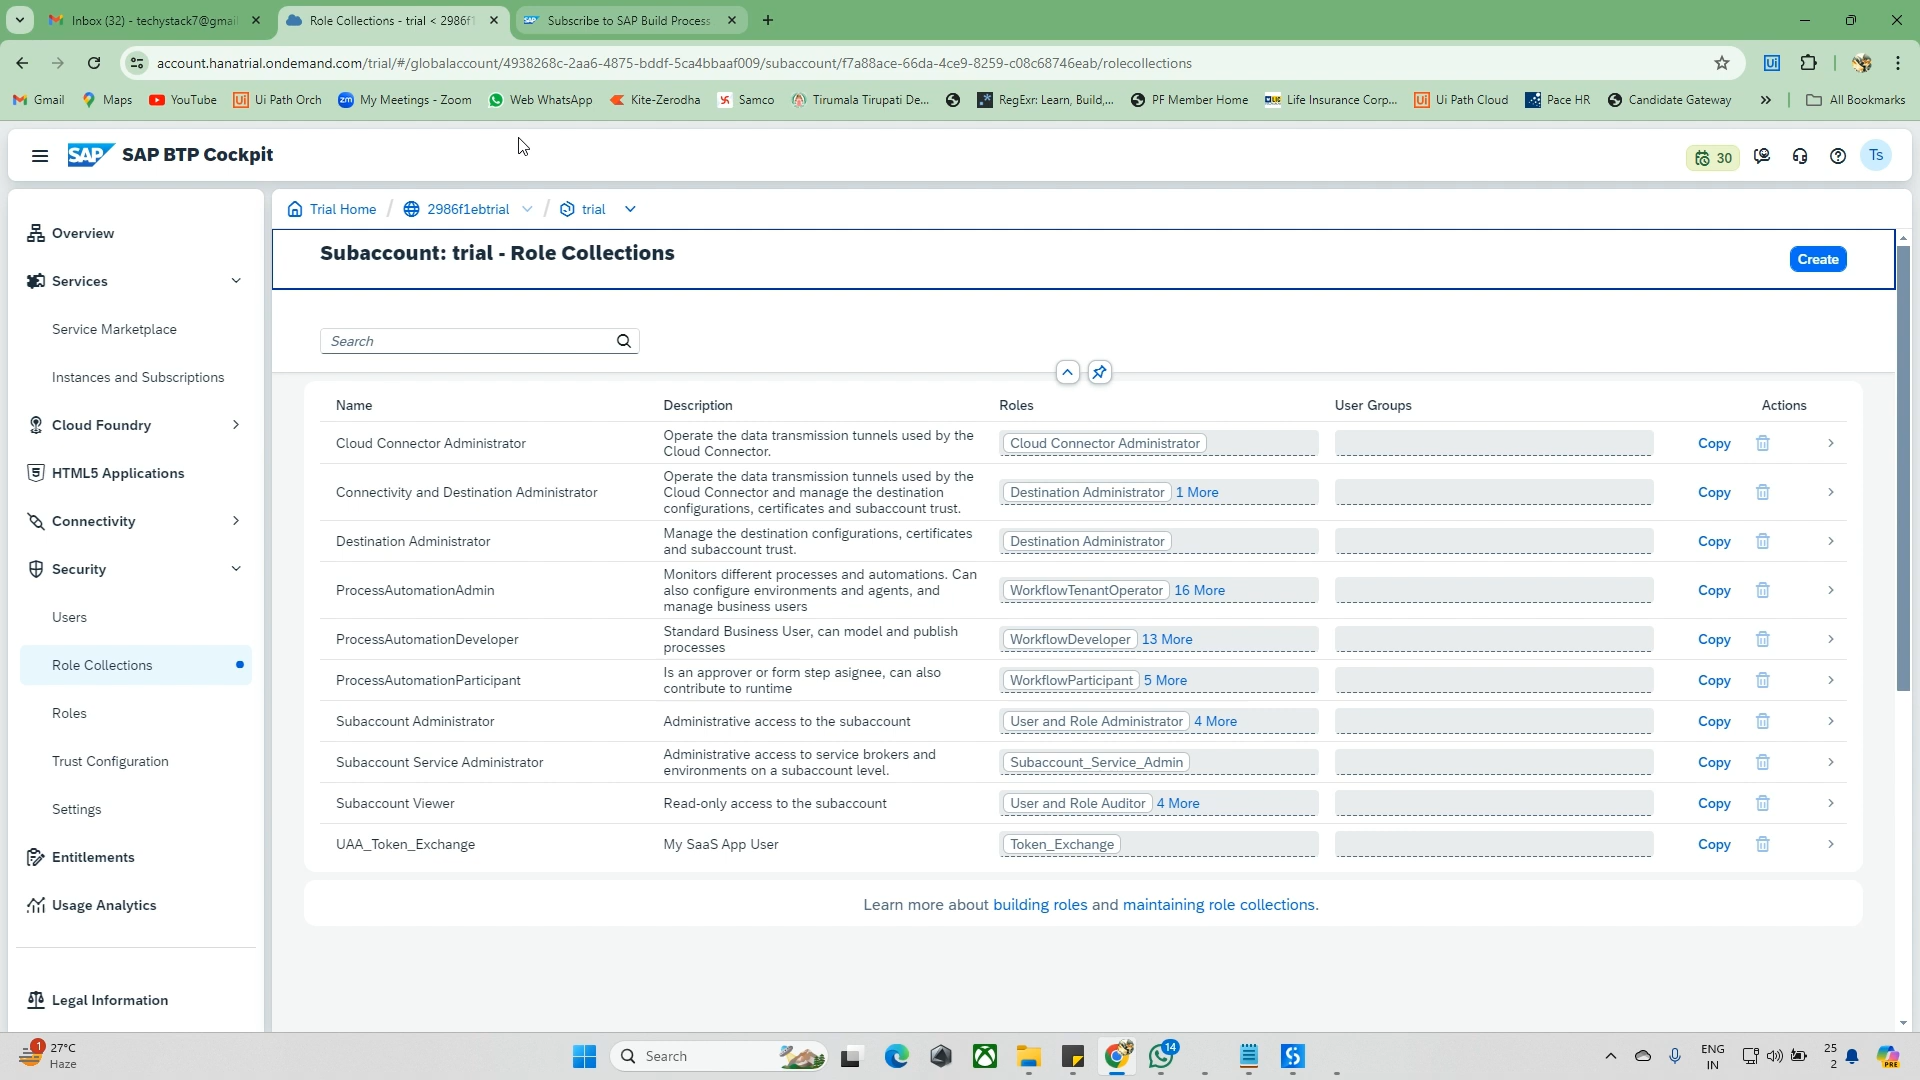 Inbox (32) - techystack7@gmai
Role Collections - trial < 2986f1
Subscribe to SAP Build Process
account.hanatrial.ondemand.com/trial/#/globalaccount/4938268c-2aa6-4875-bddf-5ca4bbaaf009/subaccount/f7a88ace-66da-4ce9-8259-c08c68746eab/rolecollections
Gmail Maps YouTube Ui Path Orch My Meetings - Zoom Web WhatsApp Kite-Zerodha Samco Tirumala Tirupati De... RegExr: Learn, Build,... PF Member Home Life Insurance Corp... Ui Path Cloud Pace HR Candidate Gateway » All Bookmarks
SAP SAP BTP Cockpit
30
Ts
Trial Home / 2986f1ebtrial / trial
Overview
Services
Service Marketplace
Instances and Subscriptions
Cloud Foundry
HTML5 Applications
Connectivity
Security
Users
Role Collections
Roles
Trust Configuration
Settings
Entitlements
Usage Analytics
Legal Information
Subaccount: trial - Role Collections
Create
Search
Name Description Roles User Groups Actions
Cloud Connector Administrator
Operate the data transmission tunnels used by the
Cloud Connector.
Cloud Connector Administrator
Copy
Connectivity and Destination Administrator
Operate the data transmission tunnels used by the
Cloud Connector and manage the destination
configurations, certificates and subaccount trust.
Destination Administrator 1 More
Copy
Destination Administrator
Manage the destination configurations, certificates
and subaccount trust.
Destination Administrator
Copy
ProcessAutomationAdmin
Monitors different processes and automations. Can
also configure environments and agents, and
manage business users
WorkflowTenantOperator 16 More
Copy
ProcessAutomationDeveloper
Standard Business User, can model and publish
processes
WorkflowDeveloper 13 More
Copy
ProcessAutomationParticipant
Is an approver or form step asignee, can also
contribute to runtime
WorkflowParticipant 5 More
Copy
Subaccount Administrator
Administrative access to the subaccount
User and Role Administrator 4 More
Copy
Subaccount Service Administrator
Administrative access to service brokers and
environments on a subaccount level.
Subaccount_Service_Admin
Copy
Subaccount Viewer
Read-only access to the subaccount
User and Role Auditor 4 More
Copy
UAA_Token_Exchange
My SaaS App User
Token_Exchange
Copy
Learn more about building roles and maintaining role collections.
1
27°C
Haze
Search
14
ENG
IN
25
2
PRE